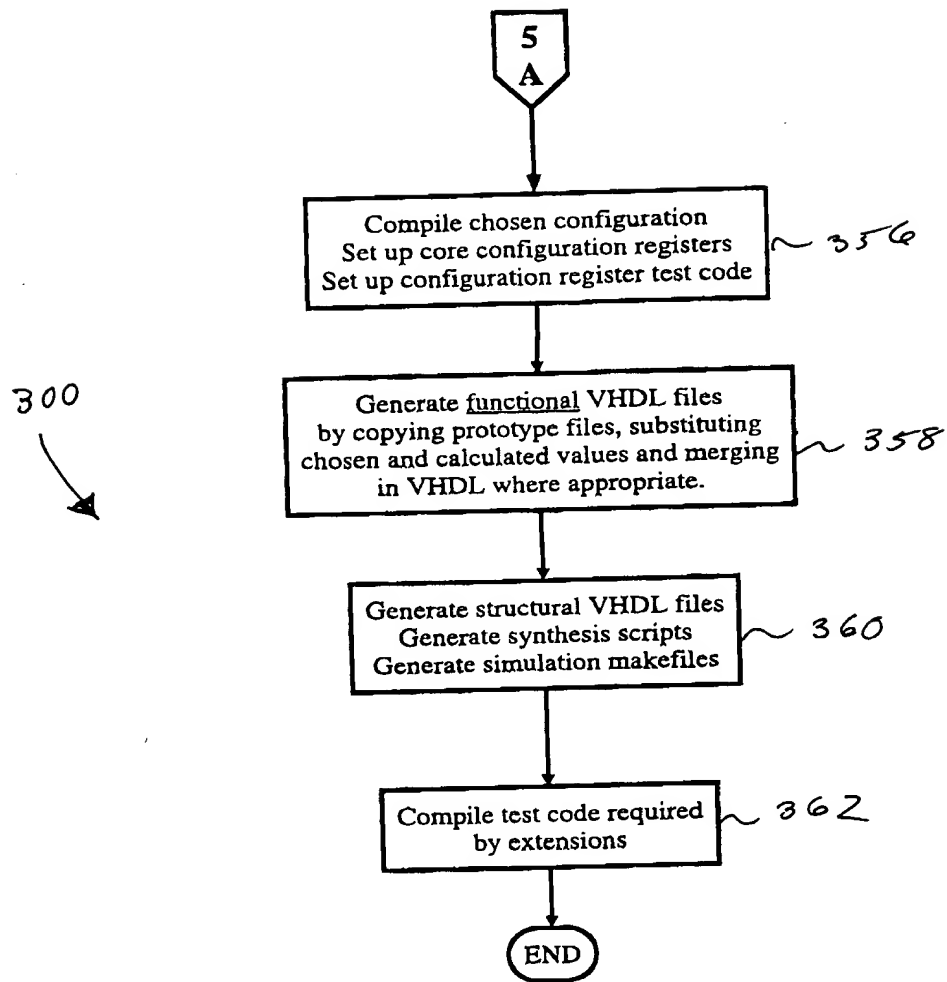 5
A
Compile chosen configuration
Set up core configuration registers
Set up configuration register test code
356
300
Generate functional VHDL files
by copying prototype files, substituting
chosen and calculated values and merging
in VHDL where appropriate.
358
Generate structural VHDL files
Generate synthesis scripts
Generate simulation makefiles
360
Compile test code required
by extensions
362
END